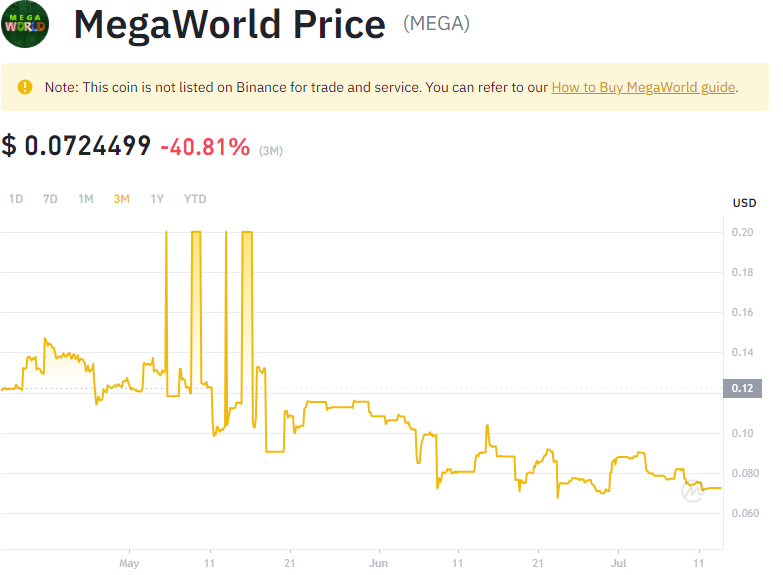 MEGA
WORLD
MegaWorld Price (MEGA)
Note: This coin is not listed on Binance for trade and service. You can refer to our How to Buy MegaWorld guide.
$ 0.0724499 -40.81% (3M)
1D 7D 1M 3M 1Y YTD
USD
0.20
0.18
0.16
0.14
0.12
0.10
0.080
0.060
May 11 21 Jun 11 21 Jul 11